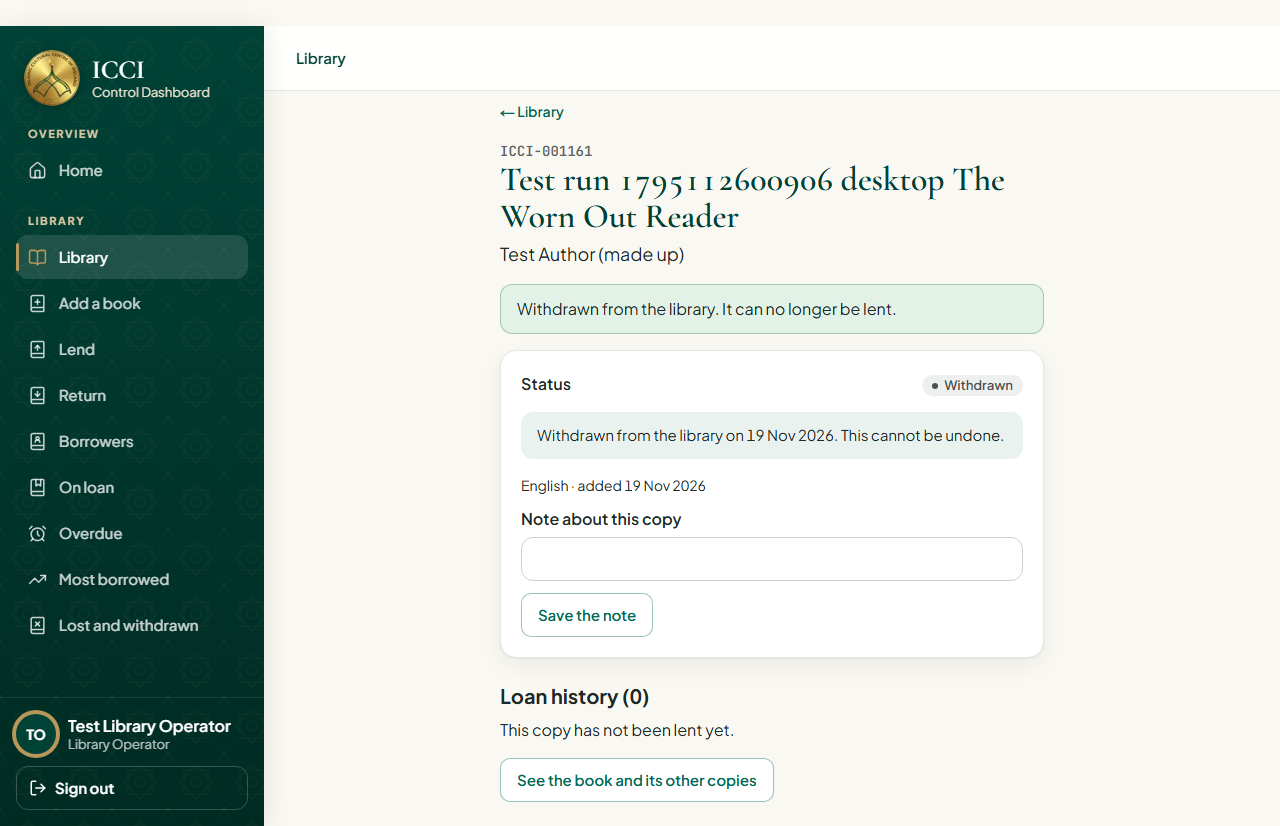 ICCI
Control Dashboard
OVERVIEW
Home
LIBRARY
Library
Add a book
Lend
Return
Borrowers
On loan
Overdue
Most borrowed
Lost and withdrawn
TO
Test Library Operator
Library Operator
Sign out
Library
← Library
ICCI-001161
Test run 1795112600906 desktop The
Worn Out Reader
Test Author (made up)
Withdrawn from the library. It can no longer be lent.
Status
Withdrawn
Withdrawn from the library on 19 Nov 2026. This cannot be undone.
English · added 19 Nov 2026
Note about this copy
Save the note
Loan history (0)
This copy has not been lent yet.
See the book and its other copies